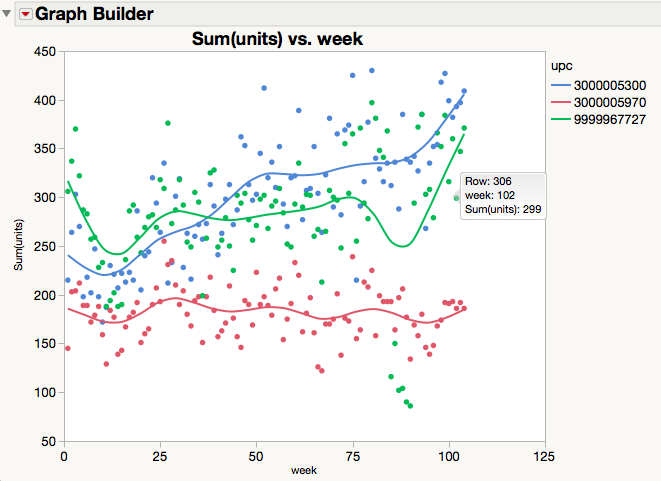 Graph Builder
Sum(units) vs. week
450
400
350
300
250
200
150
100
50
Sum(units)
0
25
50
75
100
125
week
upc
3000005300
3000005970
9999967727
Row: 306
week: 102
Sum(units): 299